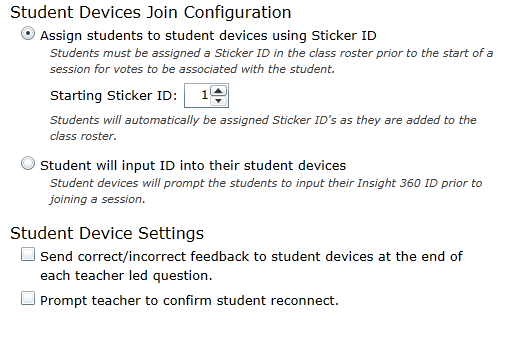 Student Devices Join Configuration
Assign students to student devices using Sticker ID
Students must be assigned a Sticker ID in the class roster prior to the start of a
session for votes to be associated with the student.
Starting Sticker ID: 1
Students will automatically be assigned Sticker ID's as they are added to the
class roster.
Student will input ID into their student devices
Student devices will prompt the students to input their Insight 360 ID prior to
joining a session.
Student Device Settings
Send correct/incorrect feedback to student devices at the end of
each teacher led question.
Prompt teacher to confirm student reconnect.